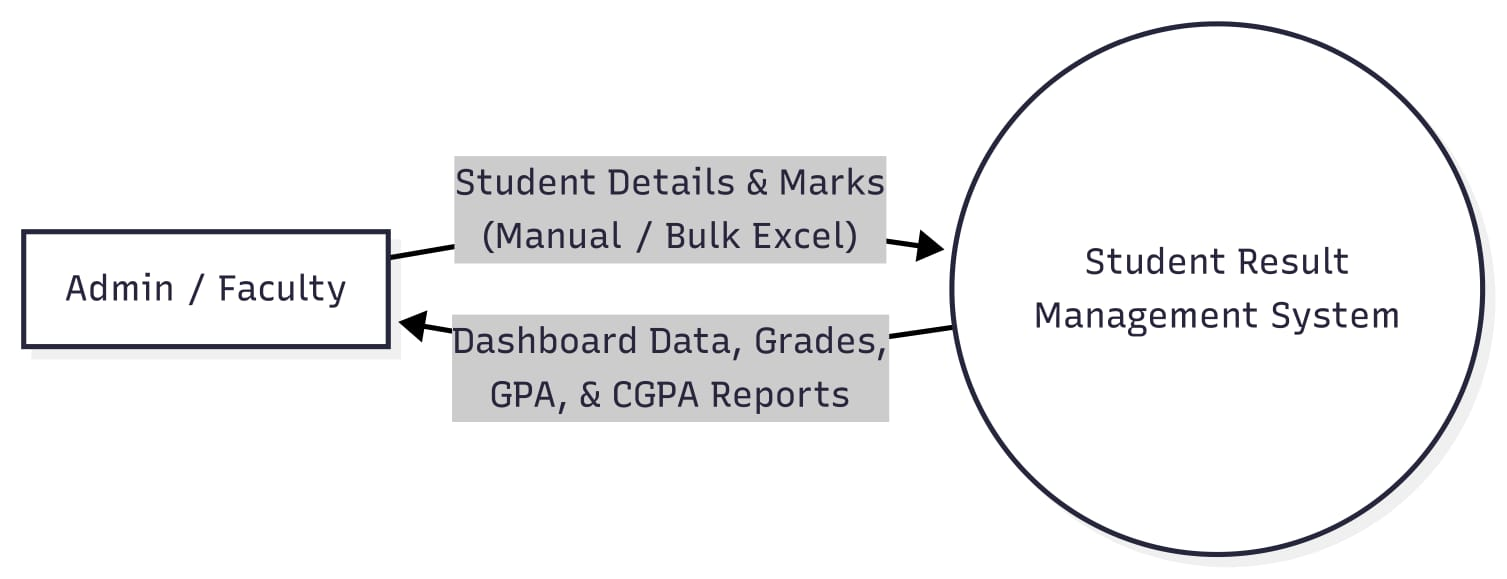 Student Details & Marks
(Manual / Bulk Excel)
Admin / Faculty
Student Result
Management System
Dashboard Data, Grades,
GPA, & CGPA Reports